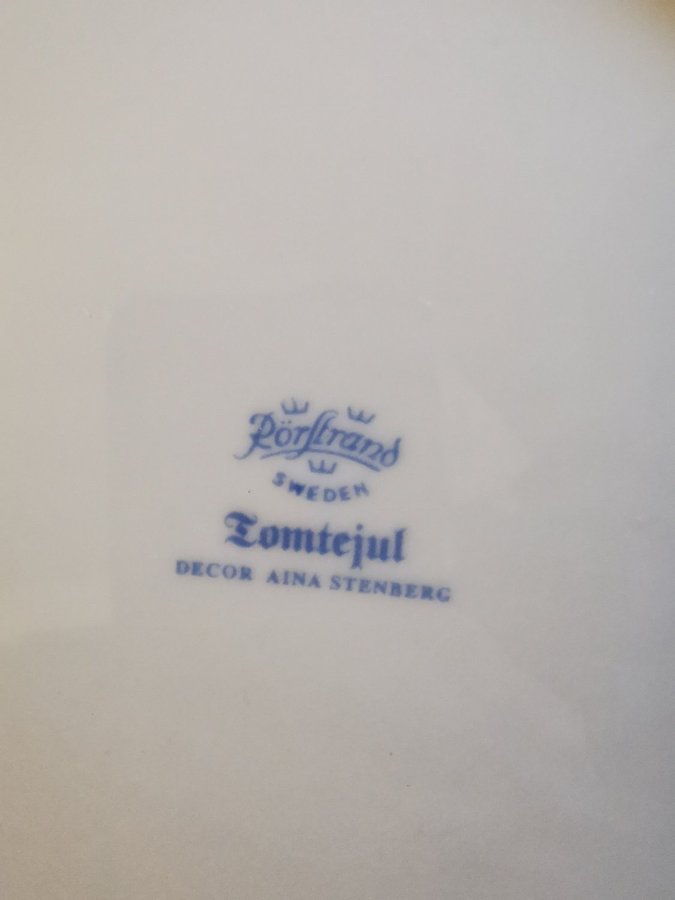 Rörstrand
SWEDEN
Tomtejul
DECOR AINA STENBERG